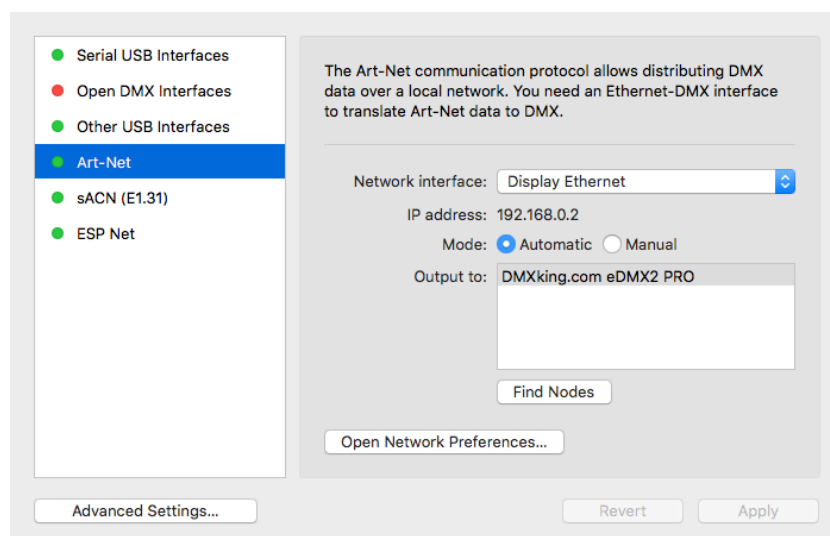 Serial USB Interfaces
Open DMX Interfaces
Other USB Interfaces
Art-Net
sACN (E1.31)
ESP Net
The Art-Net communication protocol allows distributing DMX
data over a local network. You need an Ethernet-DMX interface
to translate Art-Net data to DMX.
Network interface: Display Ethernet
IP address: 192.168.0.2
Mode: Automatic Manual
Output to: DMXking.com eDMX2 PRO
Find Nodes
Open Network Preferences...
Advanced Settings...
Revert Apply